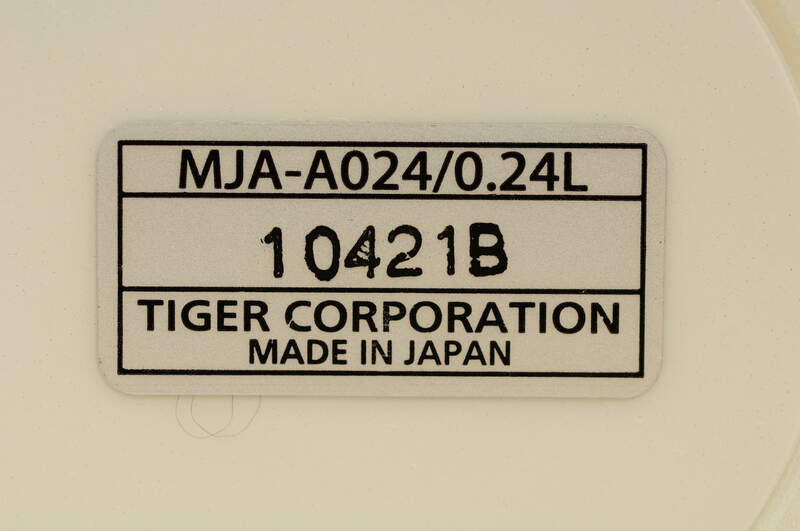 MJA-A024/0.24L
10421B
TIGER CORPORATION
MADE IN JAPAN